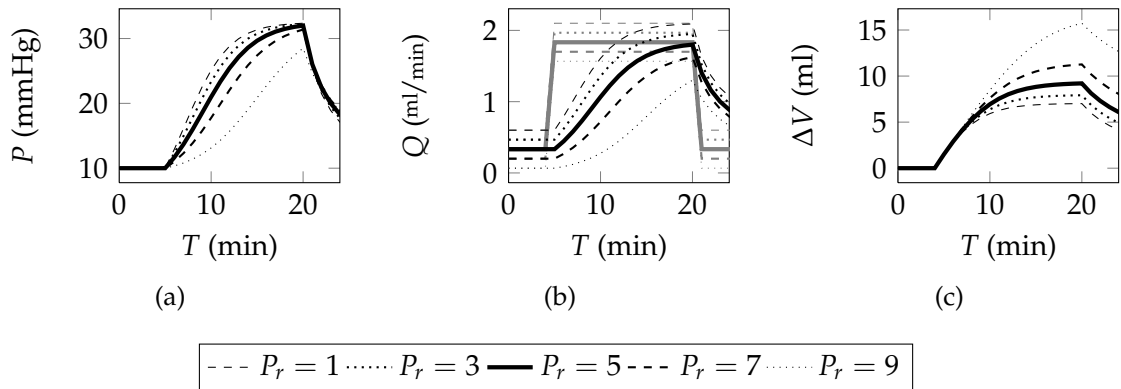 30
20
10
P (mmHg)
0 10 20
T (min)
(a)
2
1
0
Q (ml/min)
0 10 20
T (min)
(b)
15
10
5
0
ΔV (ml)
0 10 20
T (min)
(c)
P_r = 1 P_r = 3 P_r = 5 P_r = 7 P_r = 9